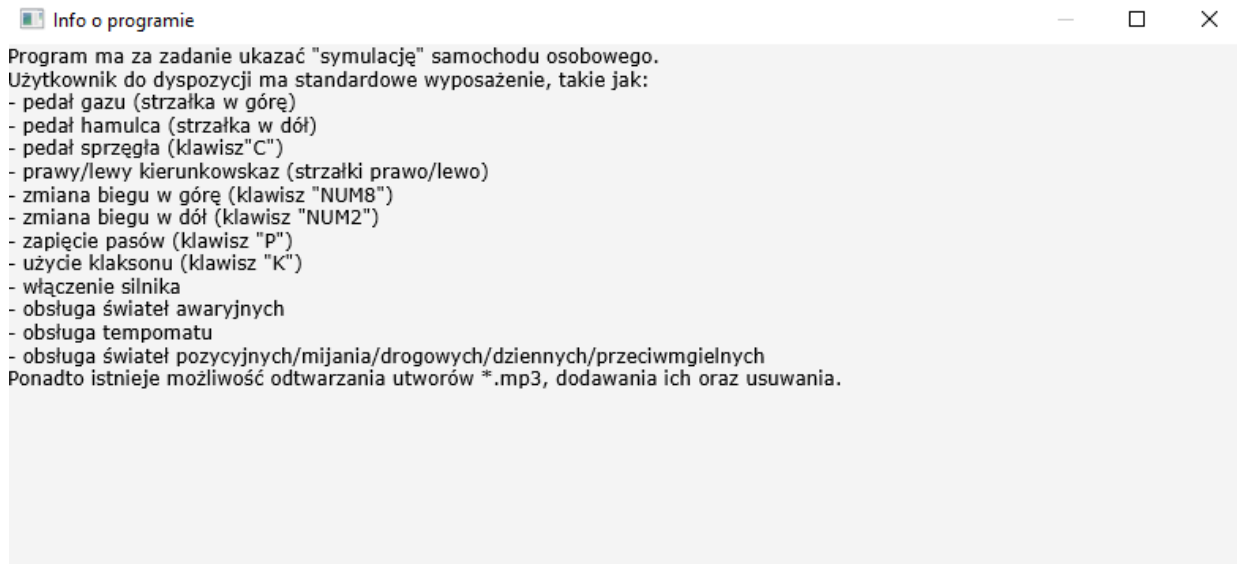 Info o programie
Program ma za zadanie ukazać "symulację" samochodu osobowego.
Użytkownik do dyspozycji ma standardowe wyposażenie, takie jak:
- pedał gazu (strzałka w górę)
- pedał hamulca (strzałka w dół)
- pedał sprzęgła (klawisz"C")
- prawy/lewy kierunkowskaz (strzałki prawo/lewo)
- zmiana biegu w górę (klawisz "NUM8")
- zmiana biegu w dół (klawisz "NUM2")
- zapięcie pasów (klawisz "P")
- użycie klaksonu (klawisz "K")
- włączenie silnika
- obsługa świateł awaryjnych
- obsługa tempomatu
- obsługa świateł pozycyjnych/mijania/drogowych/dziennych/przeciwmgielnych
Ponadto istnieje możliwość odtwarzania utworów *.mp3, dodawania ich oraz usuwania.